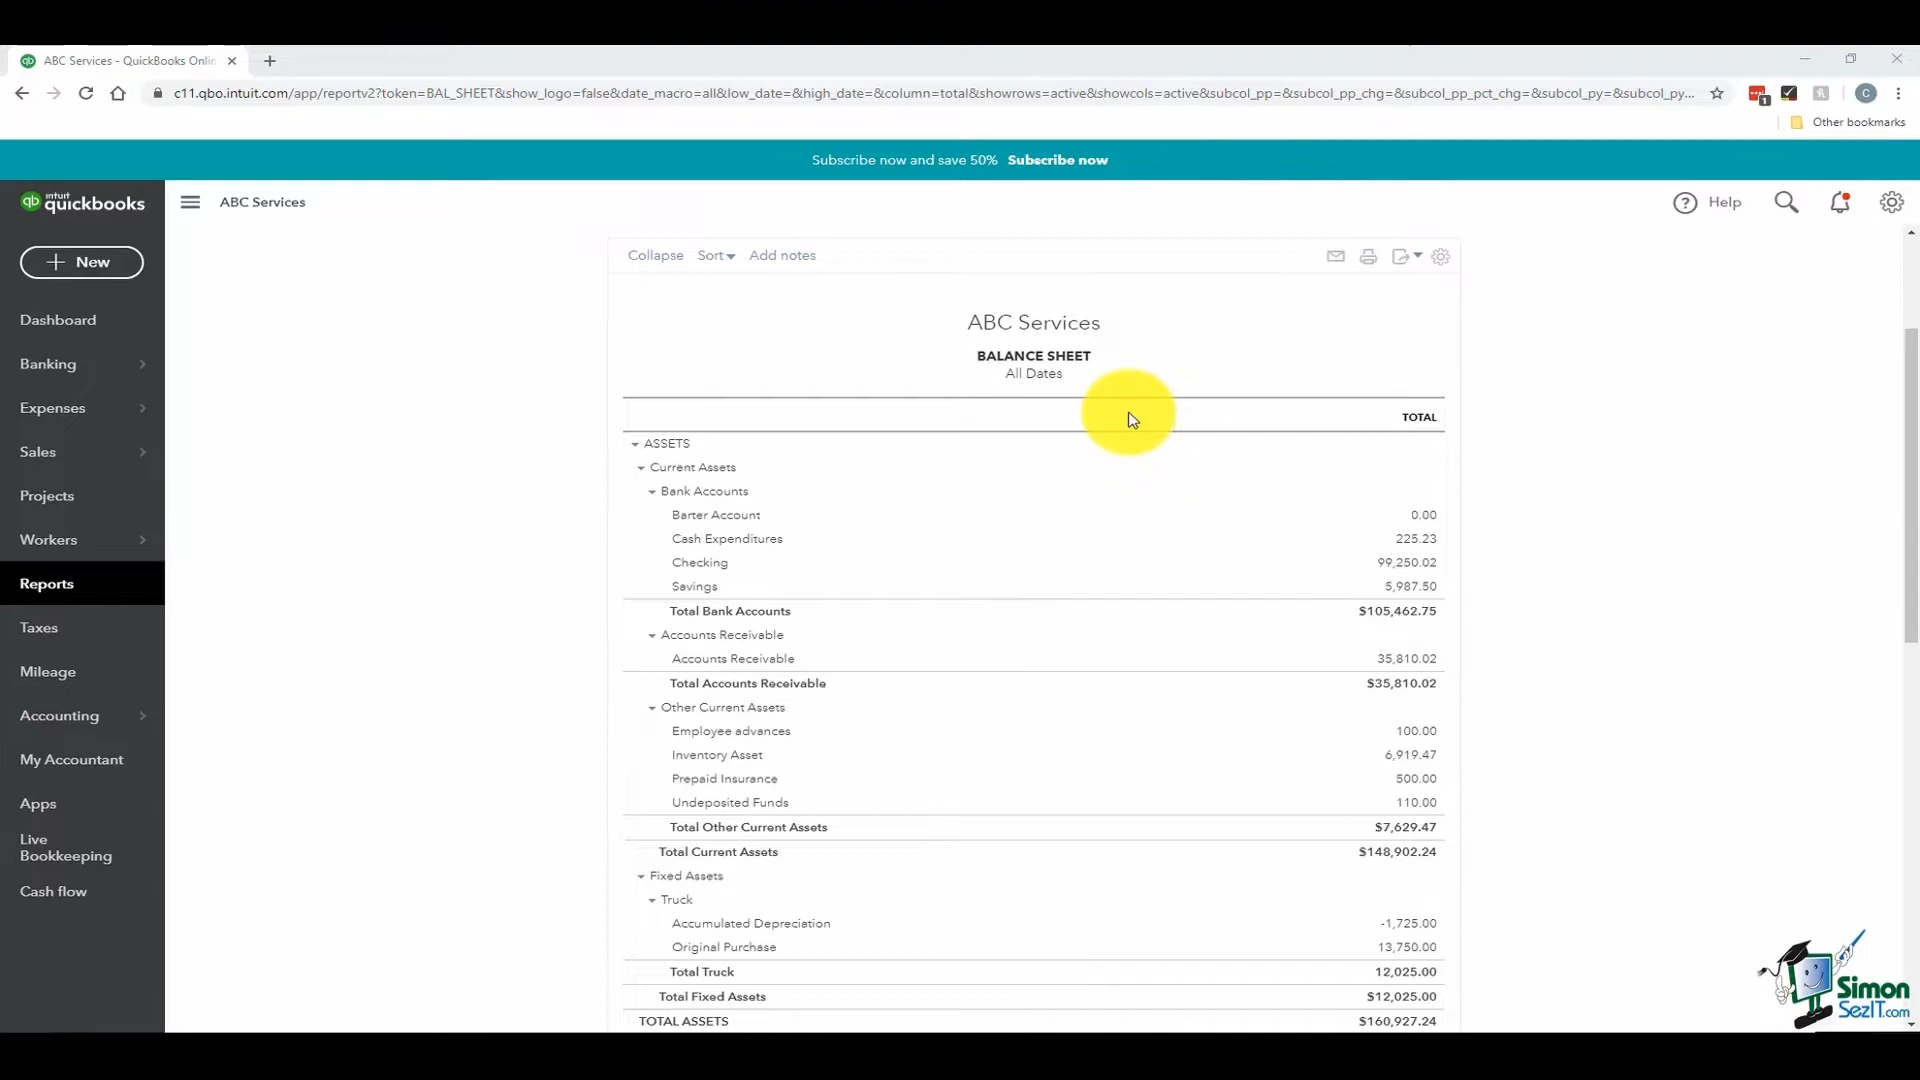 ABC Services - QuickBooks Onlin
c11.qbo.intuit.com/app/reportv2?token=BAL_SHEET&show_logo=false&date_macro=all&low_date=&high_date=&column=total&showrows=active&showcols=active&subcol_pp=&subcol_pp_chg=&subcol_pp_pct_chg=&subcol_py=&subcol_py...
1
C
Other bookmarks
Subscribe now and save 50% Subscribe now
qb intuit quickbooks
ABC Services
? Help
+ New
Dashboard
Banking
Expenses
Sales
Projects
Workers
Reports
Taxes
Mileage
Accounting
My Accountant
Apps
Live
Bookkeeping
Cash flow
Collapse Sort Add notes
ABC Services
BALANCE SHEET
All Dates
TOTAL
ASSETS
Current Assets
Bank Accounts
Barter Account 0.00
Cash Expenditures 225.23
Checking 99,250.02
Savings 5,987.50
Total Bank Accounts $105,462.75
Accounts Receivable
Accounts Receivable 35,810.02
Total Accounts Receivable $35,810.02
Other Current Assets
Employee advances 100.00
Inventory Asset 6,919.47
Prepaid Insurance 500.00
Undeposited Funds 110.00
Total Other Current Assets $7,629.47
Total Current Assets $148,902.24
Fixed Assets
Truck
Accumulated Depreciation -1,725.00
Original Purchase 13,750.00
Total Truck 12,025.00
Total Fixed Assets $12,025.00
TOTAL ASSETS $160,927.24
Simon
SezIT.com